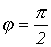 φ = π/2